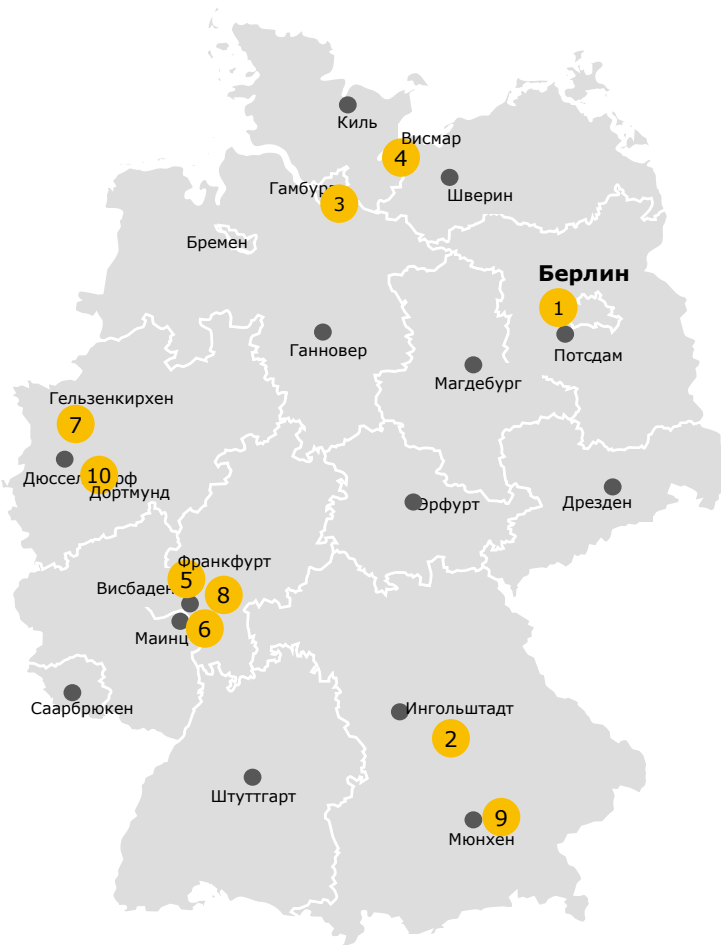 Киль
Висмар
4
Гамбург
3
Шверин
Бремен
Берлин
1
Потсдам
Ганновер
Магдебург
Гельзенкирхен
7
Дюссельдорф
10
Дортмунд
Эрфурт
Дрезден
Франкфурт
5
Висбаден
8
6
Маинц
Саарбрюкен
Ингольштадт
2
Штуттгарт
9
Мюнхен